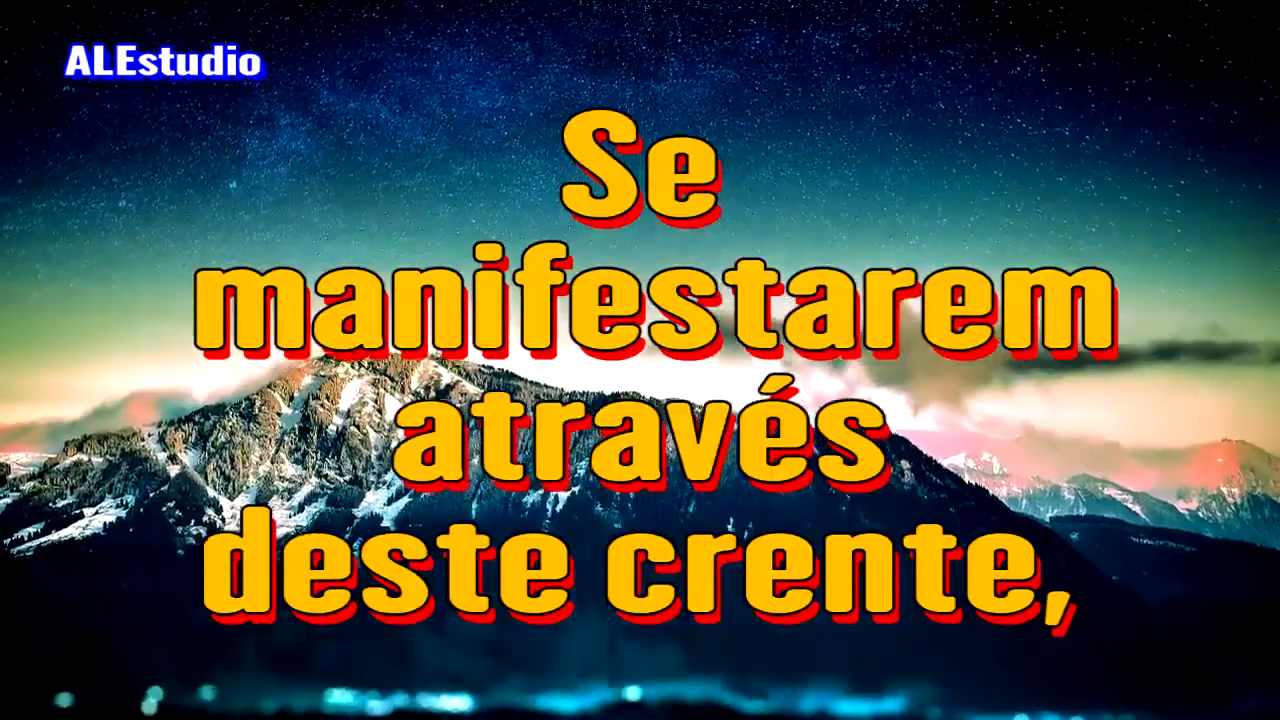 ALEstudio
Se
manifestarem
através
deste crente,